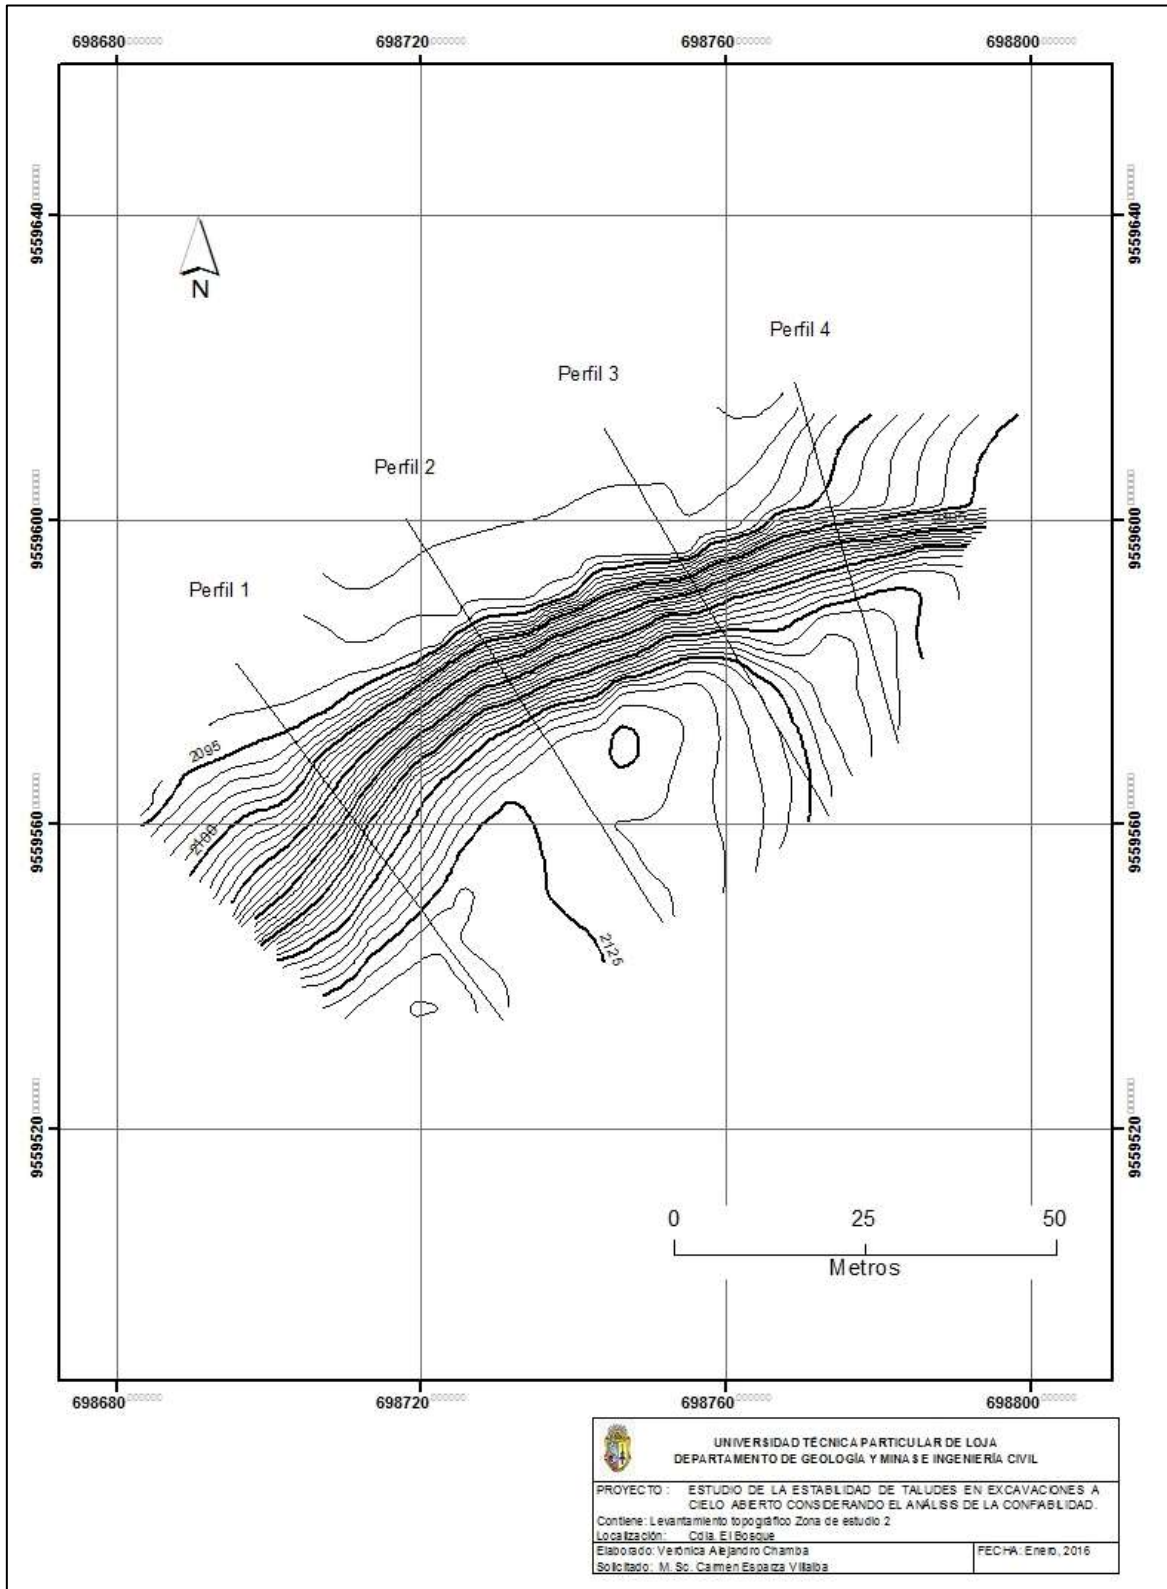 698680 698720 698760 698800
9559640 9559640
N
Perfil 4
Perfil 3
Perfil 2
9559600 9559600
Perfil 1
2095
2100
9559560 9559560
2125
9559520 9559520
0 25 50
Metros
698680 698720 698760 698800
UNIVERSIDAD TÉCNICA PARTICULAR DE LOJA
DEPARTAMENTO DE GEOLOGÍA Y MINAS E INGENIERÍA CIVIL
PROYECTO : ESTUDIO DE LA ESTABILIDAD DE TALUDES EN EXCAVACIONES A
CIELO ABIERTO CONSIDERANDO EL ANÁLISIS DE LA CONFIABILIDAD.
Contiene: Levantamiento topográfico Zona de estudio 2
Localización: Cdla. El Bosque
Elaborado: Verónica Alejandro Chamba FECHA: Enero, 2016
Solicitado: M. Sc. Carmen Esparza Villalba